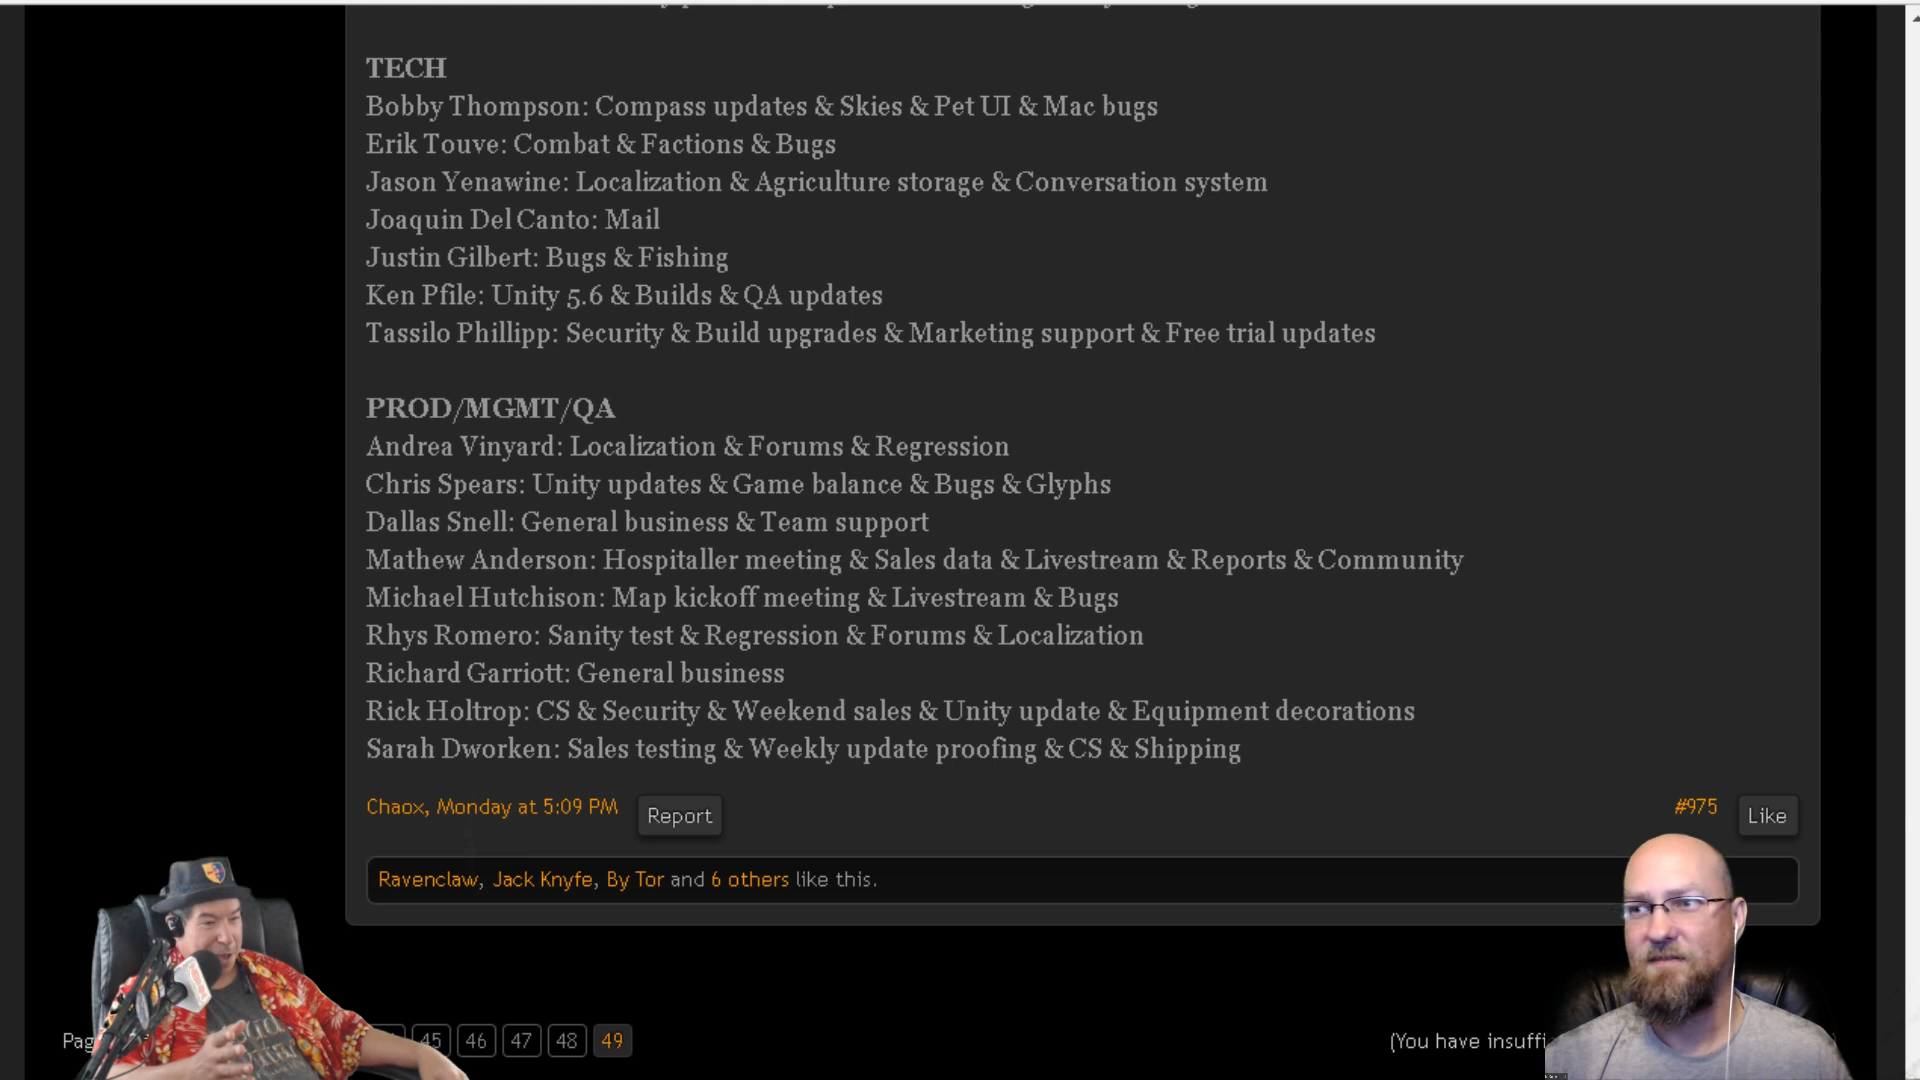 TECH
Bobby Thompson: Compass updates & Skies & Pet UI & Mac bugs
Erik Touve: Combat & Factions & Bugs
Jason Yenawine: Localization & Agriculture storage & Conversation system
Joaquin Del Canto: Mail
Justin Gilbert: Bugs & Fishing
Ken Pfile: Unity 5.6 & Builds & QA updates
Tassilo Phillipp: Security & Build upgrades & Marketing support & Free trial updates
PROD/MGMT/QA
Andrea Vinyard: Localization & Forums & Regression
Chris Spears: Unity updates & Game balance & Bugs & Glyphs
Dallas Snell: General business & Team support
Mathew Anderson: Hospitaller meeting & Sales data & Livestream & Reports & Community
Michael Hutchison: Map kickoff meeting & Livestream & Bugs
Rhys Romero: Sanity test & Regression & Forums & Localization
Richard Garriott: General business
Rick Holtrop: CS & Security & Weekend sales & Unity update & Equipment decorations
Sarah Dworken: Sales testing & Weekly update proofing & CS & Shipping
Chaox, Monday at 5:09 PM Report #975 Like
Ravenclaw, Jack Knyfe, By Tor and 6 others like this.
45 46 47 48 49 (You have